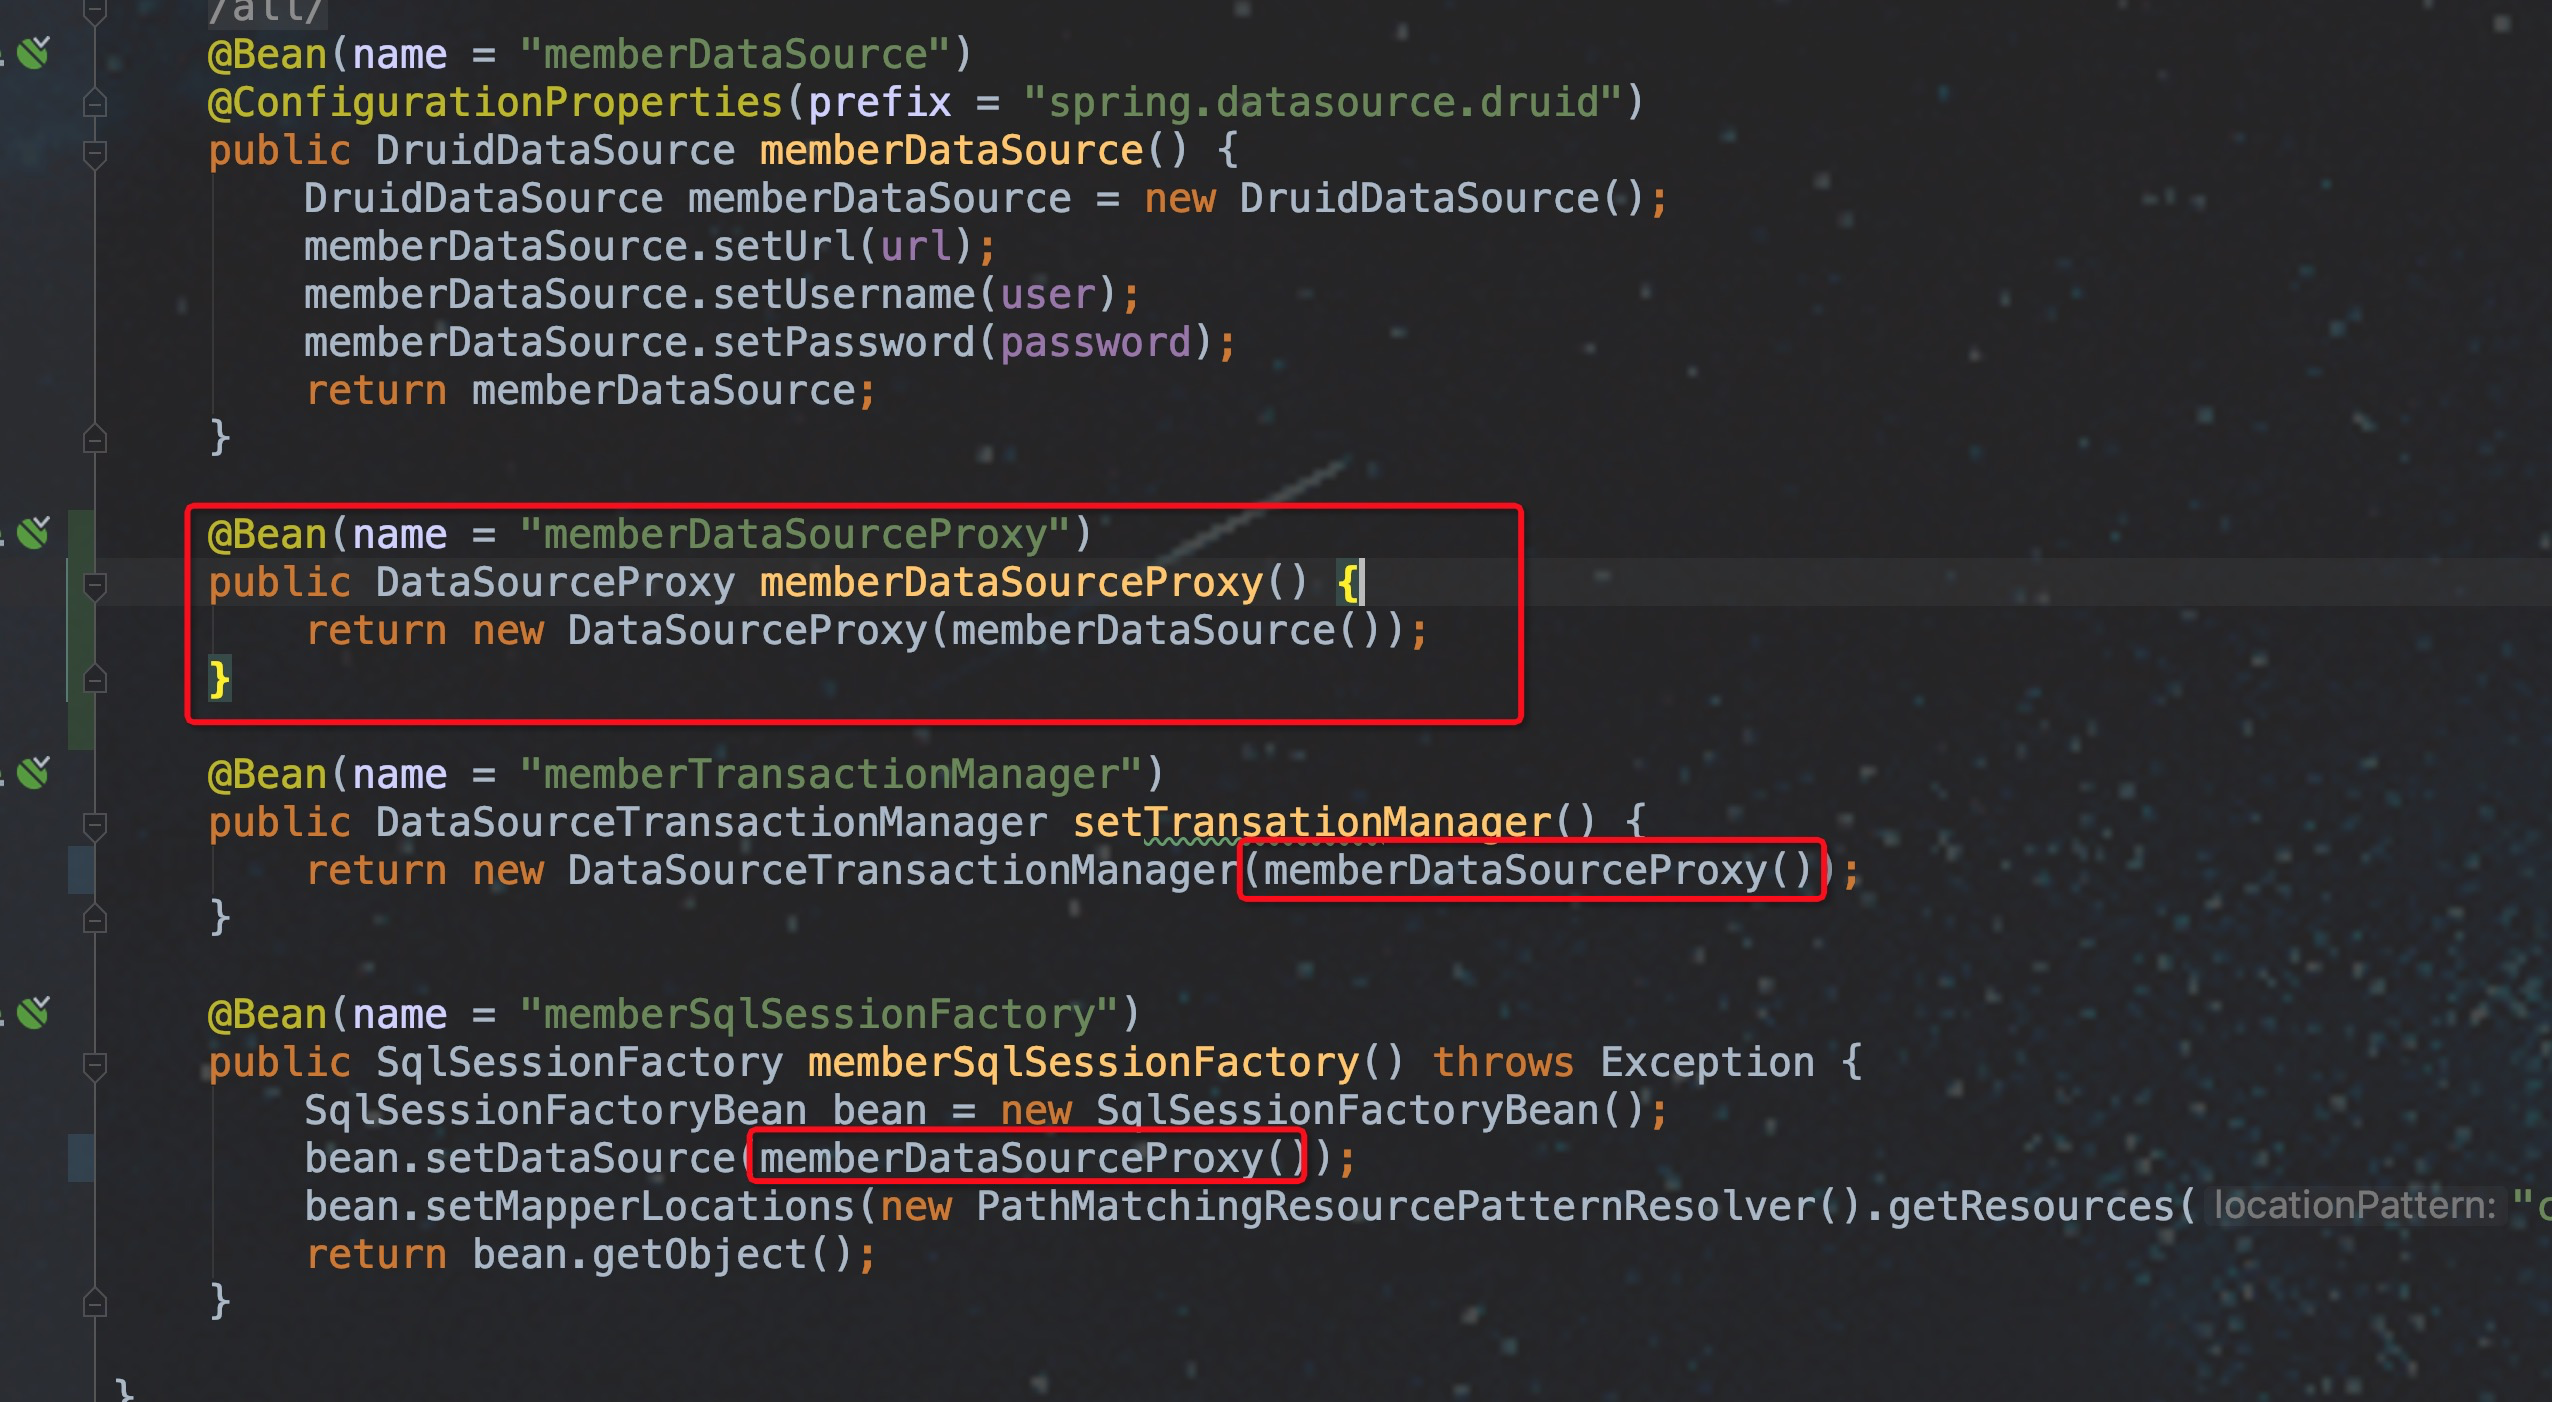 /all/
@Bean(name = "memberDataSource")
@ConfigurationProperties(prefix = "spring.datasource.druid")
public DruidDataSource memberDataSource() {
    DruidDataSource memberDataSource = new DruidDataSource();
    memberDataSource.setUrl(url);
    memberDataSource.setUsername(user);
    memberDataSource.setPassword(password);
    return memberDataSource;
}
@Bean(name = "memberDataSourceProxy")
public DataSourceProxy memberDataSourceProxy() {
    return new DataSourceProxy(memberDataSource());
}
@Bean(name = "memberTransactionManager")
public DataSourceTransactionManager setTransationManager() {
    return new DataSourceTransactionManager(memberDataSourceProxy());
}
@Bean(name = "memberSqlSessionFactory")
public SqlSessionFactory memberSqlSessionFactory() throws Exception {
    SqlSessionFactoryBean bean = new SqlSessionFactoryBean();
    bean.setDataSource(memberDataSourceProxy());
    bean.setMapperLocations(new PathMatchingResourcePatternResolver().getResources( locationPattern: "c
    return bean.getObject();
}
}